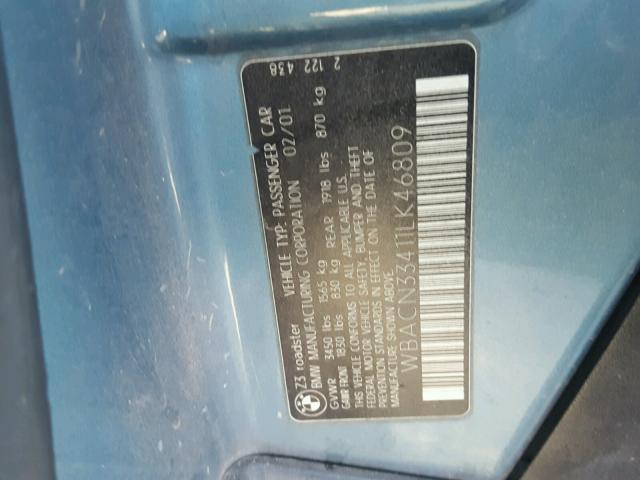 BMW
Z3 roadster VEHICLE TYPE: PASSENGER CAR
BMW MANUFACTURING CORPORATION 02/01
GVWR 3450 lbs 1565 kg
GAWR FRONT 1830 lbs 830 kg REAR 1918 lbs 870 kg
THIS VEHICLE CONFORMS TO ALL APPLICABLE U.S.
FEDERAL MOTOR VEHICLE SAFETY, BUMPER AND THEFT
PREVENTION STANDARDS IN EFFECT ON THE DATE OF
MANUFACTURE SHOWN ABOVE.
WBACN33411LK46809
2 122 438